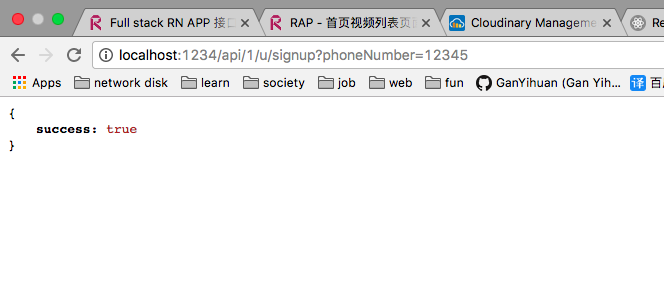 Full stack RN APP 接口
RAP - 首页视频列表页面
Cloudinary Manageme
Re
localhost:1234/api/1/u/signup?phoneNumber=12345
Apps
network disk
learn
society
job
web
fun
GanYihuan (Gan Yih...
译
百
{
success: true
}